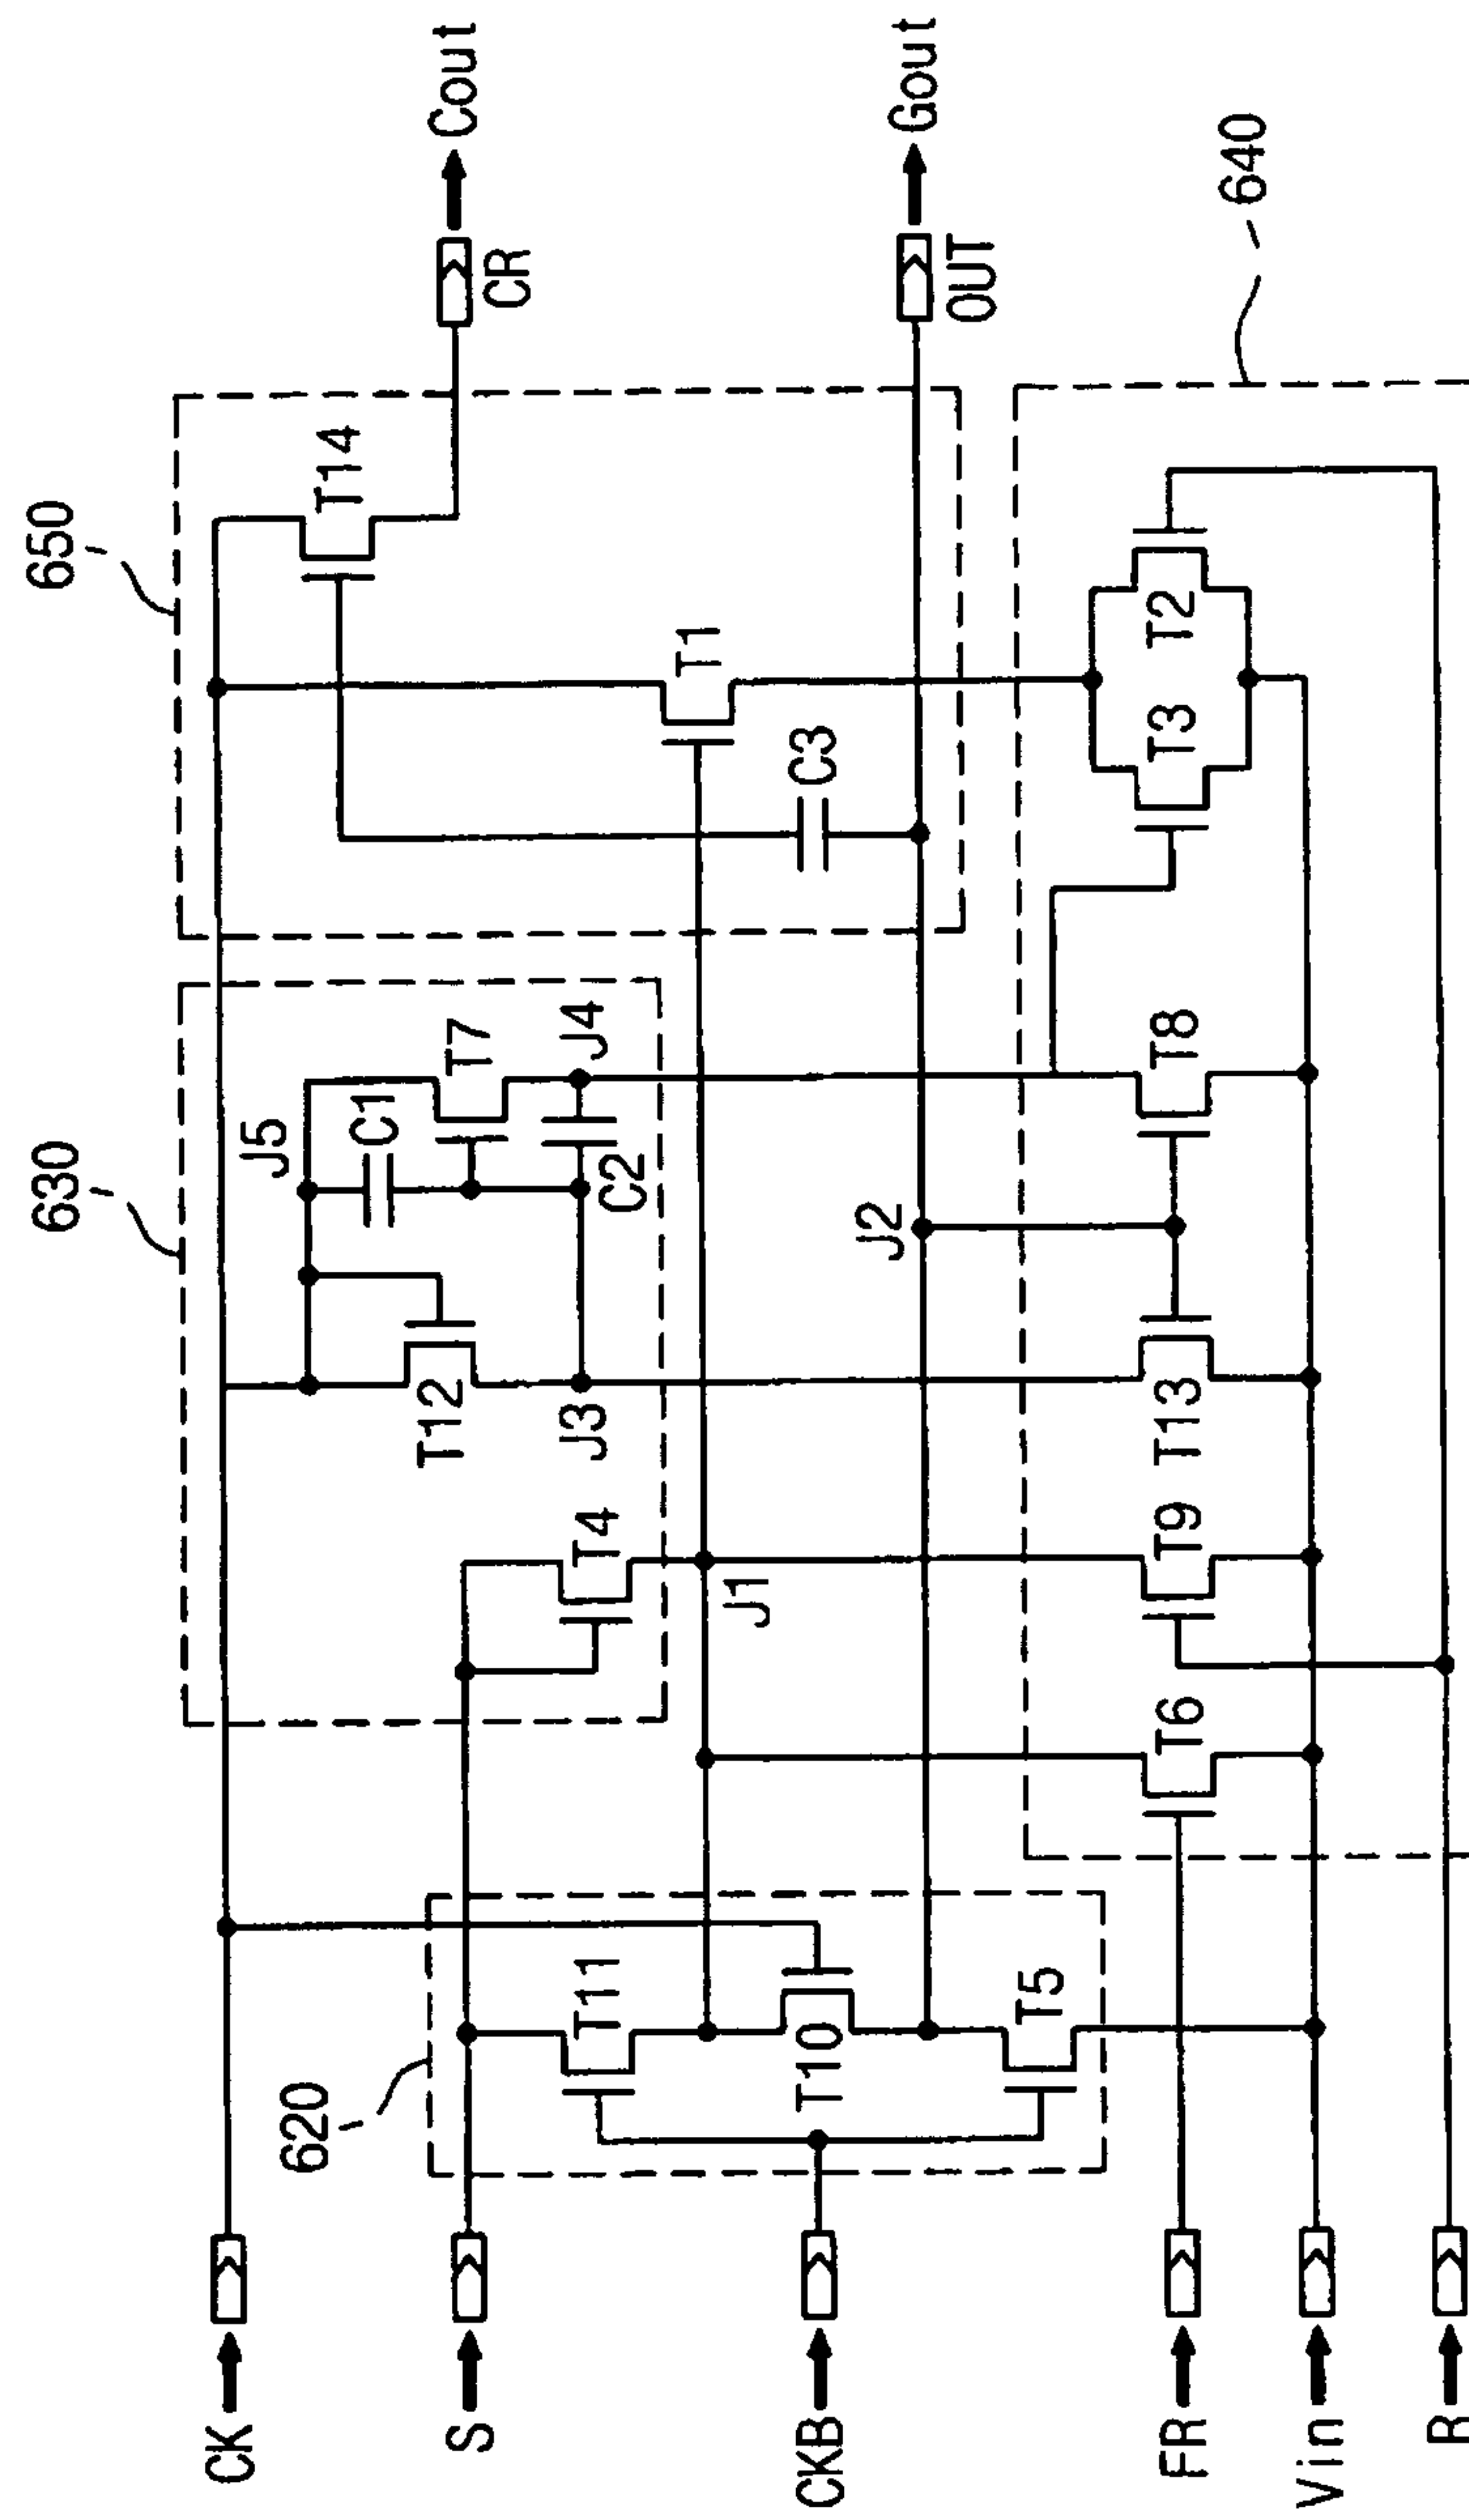 630
650
CK
J5
T14
Cout
CR
T12
C1
T7
S
620
T11
T4
J3
C2
J4
T1
J1
CKB
T10
C3
J2
Gout
OUT
T5
FR
T6
T9
T13
T8
T3
T2
640
Vin
R